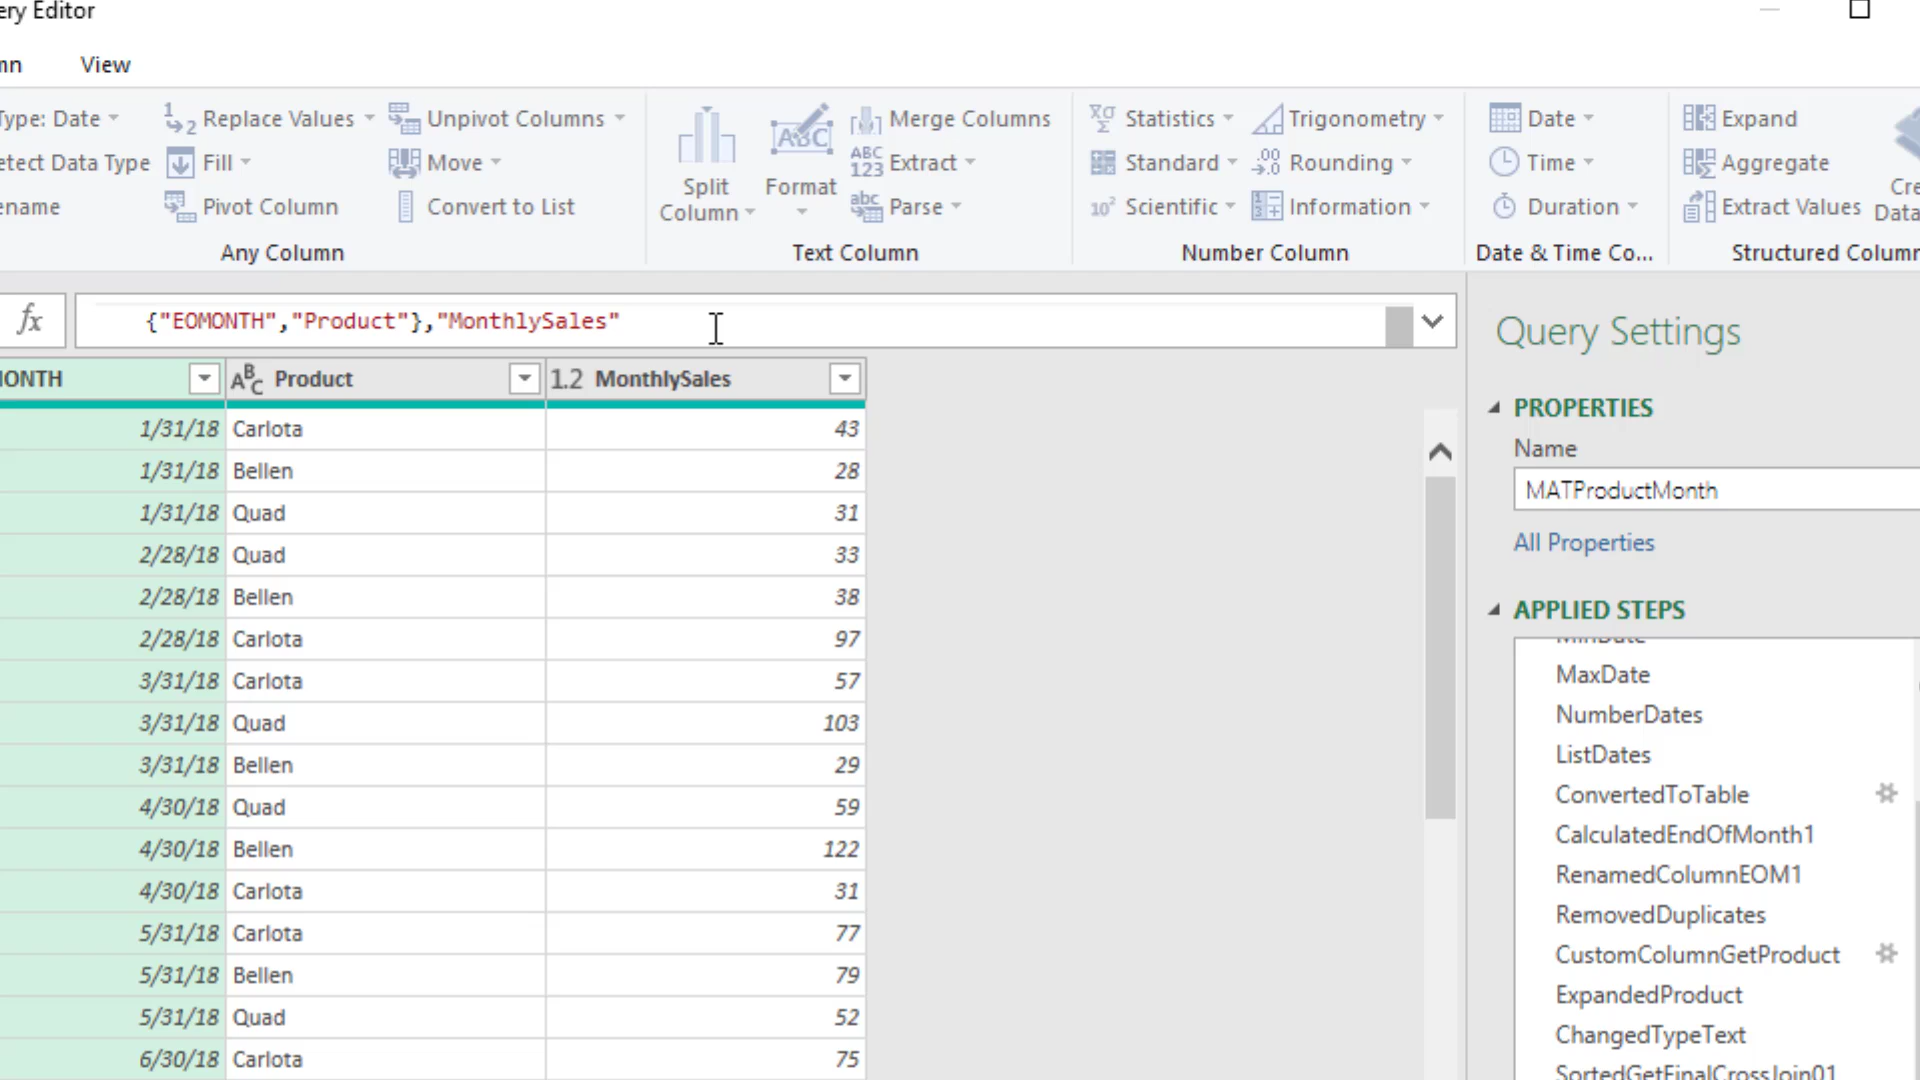 ery Editor
mn View
Type: Date Replace Values Unpivot Columns Merge Columns Statistics Trigonometry Date Expand
etect Data Type Fill Move Extract Standard Rounding Time Aggregate
ename Pivot Column Convert to List Split Column Format Parse Scientific Information Duration Extract Values
Any Column Text Column Number Column Date & Time Co... Structured Column
fx {"EOMONTH","Product"},"MonthlySales"
Query Settings
MONTH Product 1.2 MonthlySales
1/31/18 Carlota 43
1/31/18 Bellen 28
1/31/18 Quad 31
2/28/18 Quad 33
2/28/18 Bellen 38
2/28/18 Carlota 97
3/31/18 Carlota 57
3/31/18 Quad 103
3/31/18 Bellen 29
4/30/18 Quad 59
4/30/18 Bellen 122
4/30/18 Carlota 31
5/31/18 Carlota 77
5/31/18 Bellen 79
5/31/18 Quad 52
6/30/18 Carlota 75
PROPERTIES
Name
MATProductMonth
All Properties
APPLIED STEPS
MinDate
MaxDate
NumberDates
ListDates
ConvertedToTable
CalculatedEndOfMonth1
RenamedColumnEOM1
RemovedDuplicates
CustomColumnGetProduct
ExpandedProduct
ChangedTypeText
SortedGetFinalCrossJoin01